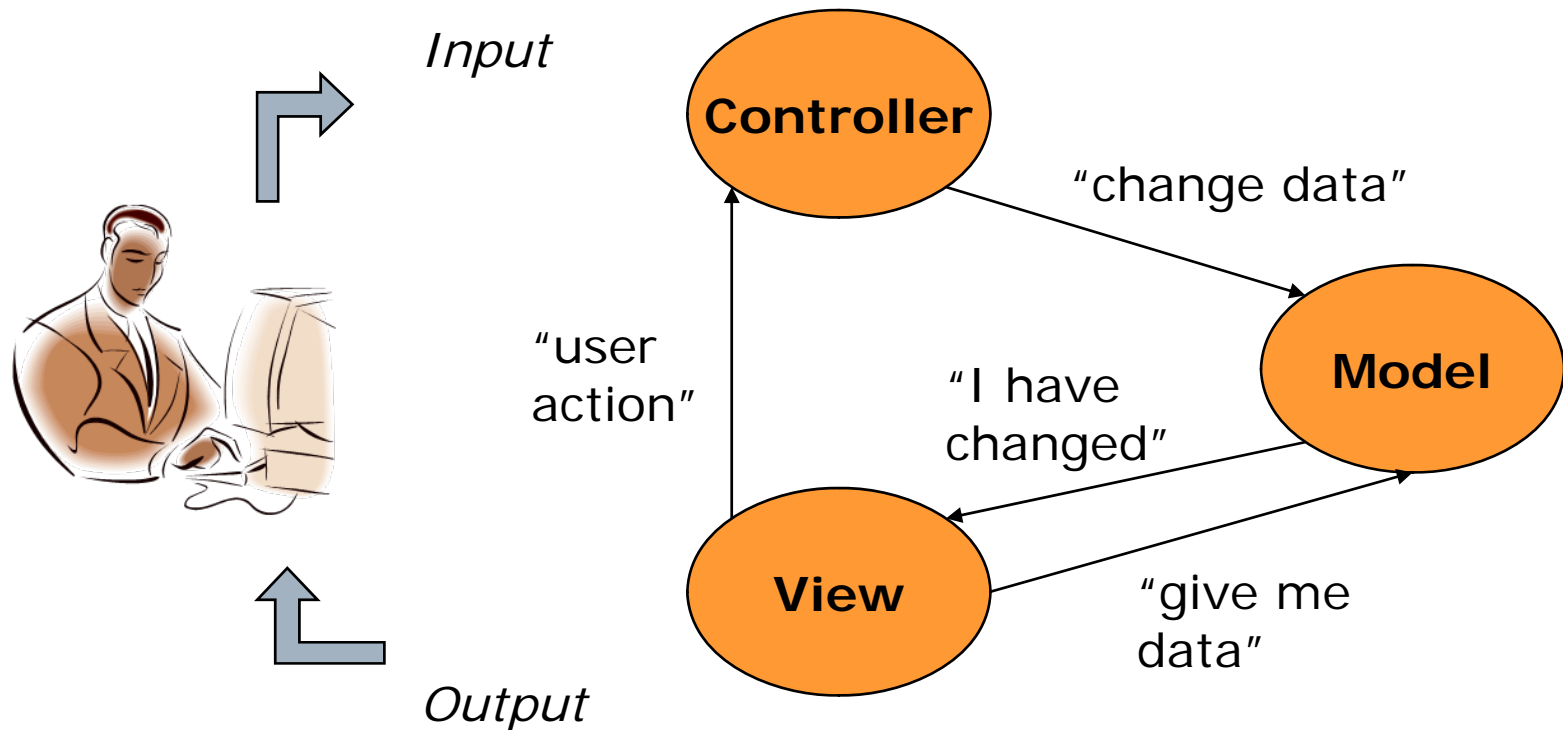 Input
Controller
“change data”
“user
action”
“I have
changed”
Model
View
“give me
data”
Output